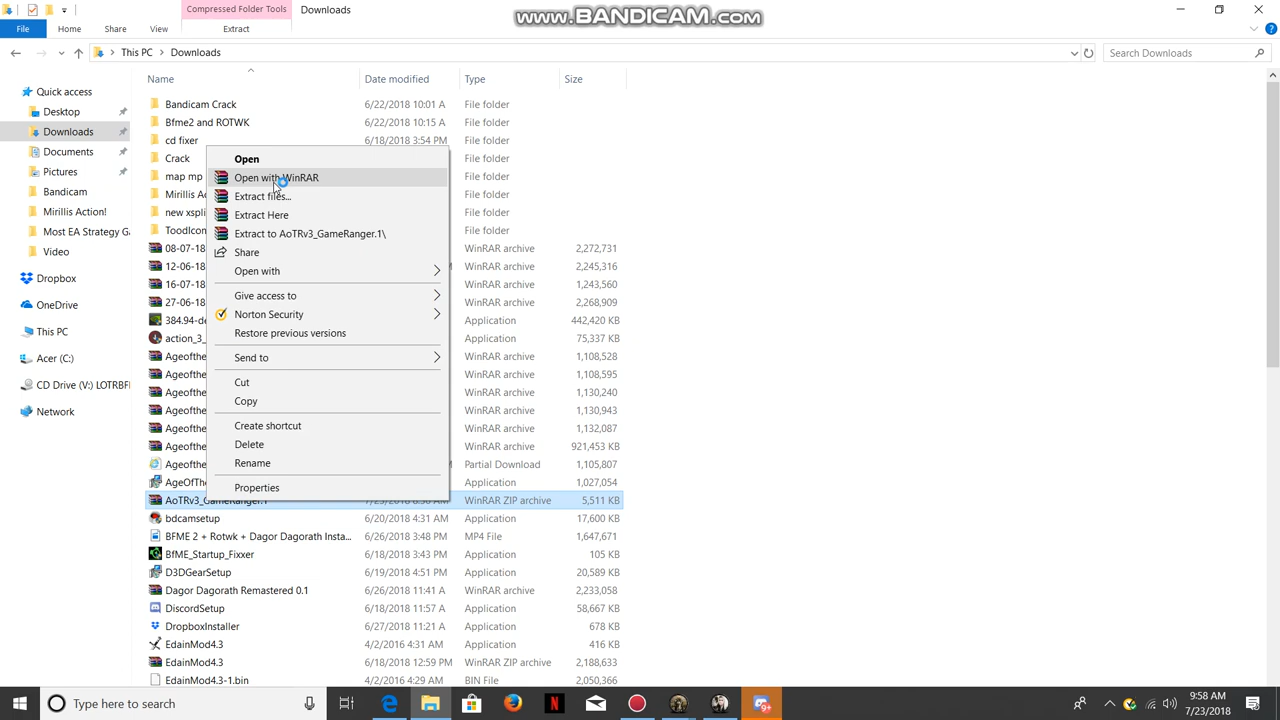 Compressed Folder Tools
Downloads
www.BANDICAM.com
File
Home
Share
View
Extract
This PC
Downloads
Search Downloads
Name
Date modified
Type
Size
Quick access
Desktop
Downloads
Documents
Pictures
Bandicam
Mirillis Action!
Most EA Strategy Ga
Video
Dropbox
OneDrive
This PC
Acer (C:)
CD Drive (V:) LOTRBF
Network
Bandicam Crack 6/22/2018 10:01 A File folder
Bfme2 and ROTWK 6/22/2018 10:15 A File folder
cd fixer 6/18/2018 3:54 PM File folder
Crack File folder
map mp File folder
Mirillis Ac File folder
new xspli File folder
ToodIcon File folder
08-07-18 WinRAR archive 2,272,731
12-06-18 WinRAR archive 2,245,316
16-07-18 WinRAR archive 1,243,560
27-06-18 WinRAR archive 2,268,909
384.94-de Application 442,420 KB
action_3_ Application 75,337 KB
Ageofthe WinRAR archive 1,108,528
Ageofthe WinRAR archive 1,108,595
Ageofthe WinRAR archive 1,130,240
Ageofthe WinRAR archive 1,130,943
Ageofthe WinRAR archive 1,132,087
Ageofthe WinRAR archive 921,453 KB
Ageofthe Partial Download 1,105,807
AgeOfThe Application 1,027,054
AoTRv3_GameRanger.1 7/23/2018 8:58 AM WinRAR ZIP archive 5,511 KB
bdcamsetup 6/20/2018 4:31 AM Application 17,600 KB
BFME 2 + Rotwk + Dagor Dagorath Insta... 6/26/2018 3:48 PM MP4 File 1,647,671
BfME_Startup_Fixxer 6/18/2018 3:43 PM Application 105 KB
D3DGearSetup 6/19/2018 4:51 PM Application 20,589 KB
Dagor Dagorath Remastered 0.1 6/26/2018 11:41 A WinRAR archive 2,233,058
DiscordSetup 6/18/2018 11:57 A Application 58,667 KB
DropboxInstaller 6/27/2018 11:21 A Application 678 KB
EdainMod4.3 4/2/2016 4:31 AM Application 416 KB
EdainMod4.3 6/18/2018 12:59 PM WinRAR ZIP archive 2,188,633
EdainMod4.3-1.bin 4/2/2016 4:29 AM BIN File 2,050,366
Open
Open with WinRAR
Extract files...
Extract Here
Extract to AoTRv3_GameRanger.1\
Share
Open with
Give access to
Norton Security
Restore previous versions
Send to
Cut
Copy
Create shortcut
Delete
Rename
Properties
Type here to search
9:58 AM
7/23/2018